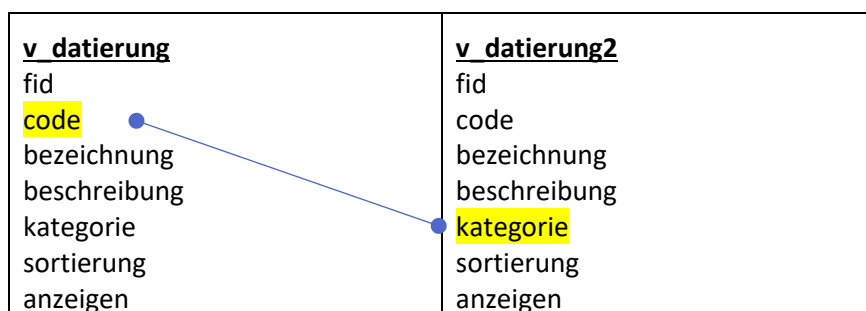 v_datierung
fid
code
bezeichnung
beschreibung
kategorie
sortierung
anzeigen
v_datierung2
fid
code
bezeichnung
beschreibung
kategorie
sortierung
anzeigen